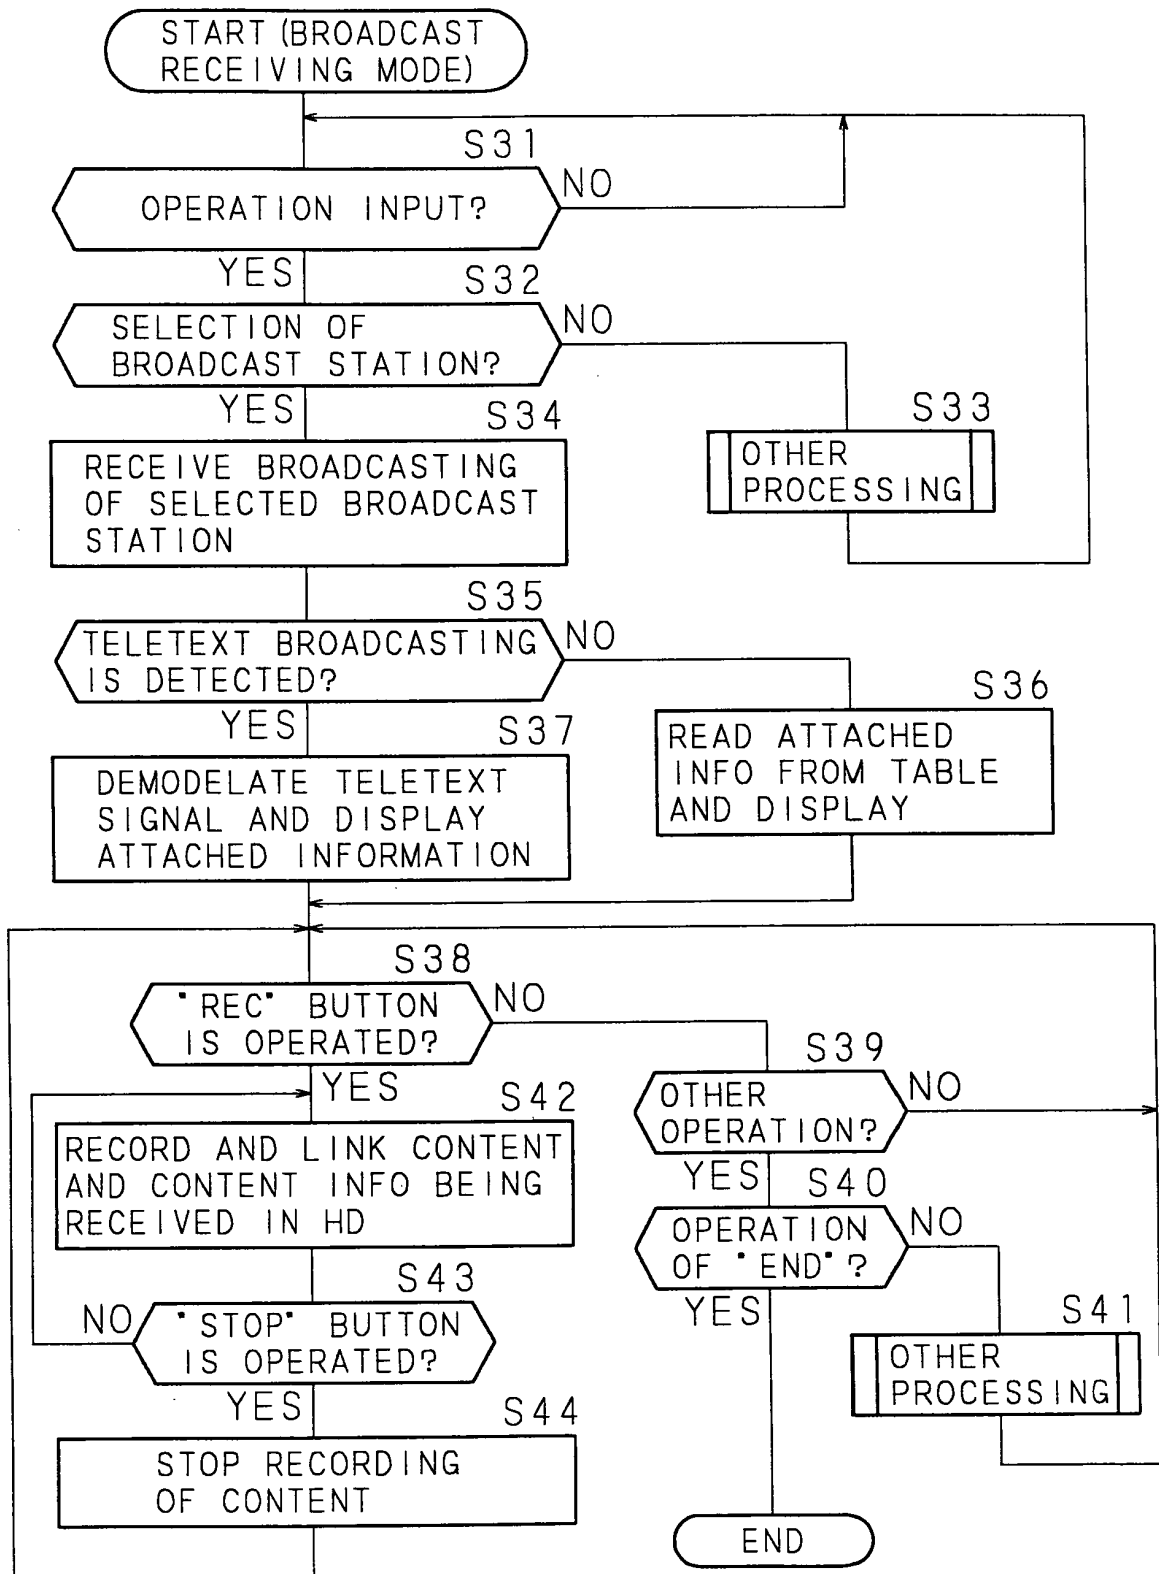 START (BROADCAST
RECEIVING MODE)
S31
OPERATION INPUT?
NO
YES
S32
SELECTION OF
BROADCAST STATION?
NO
YES
S33
OTHER
PROCESSING
S34
RECEIVE BROADCASTING
OF SELECTED BROADCAST
STATION
S35
TELETEXT BROADCASTING
IS DETECTED?
NO
YES
S36
READ ATTACHED
INFO FROM TABLE
AND DISPLAY
S37
DEMODELATE TELETEXT
SIGNAL AND DISPLAY
ATTACHED INFORMATION
S38
"REC" BUTTON
IS OPERATED?
NO
YES
S39
OTHER
OPERATION?
NO
YES
S40
OPERATION
OF "END"?
NO
YES
S41
OTHER
PROCESSING
S42
RECORD AND LINK CONTENT
AND CONTENT INFO BEING
RECEIVED IN HD
S43
"STOP" BUTTON
IS OPERATED?
NO
YES
S44
STOP RECORDING
OF CONTENT
END